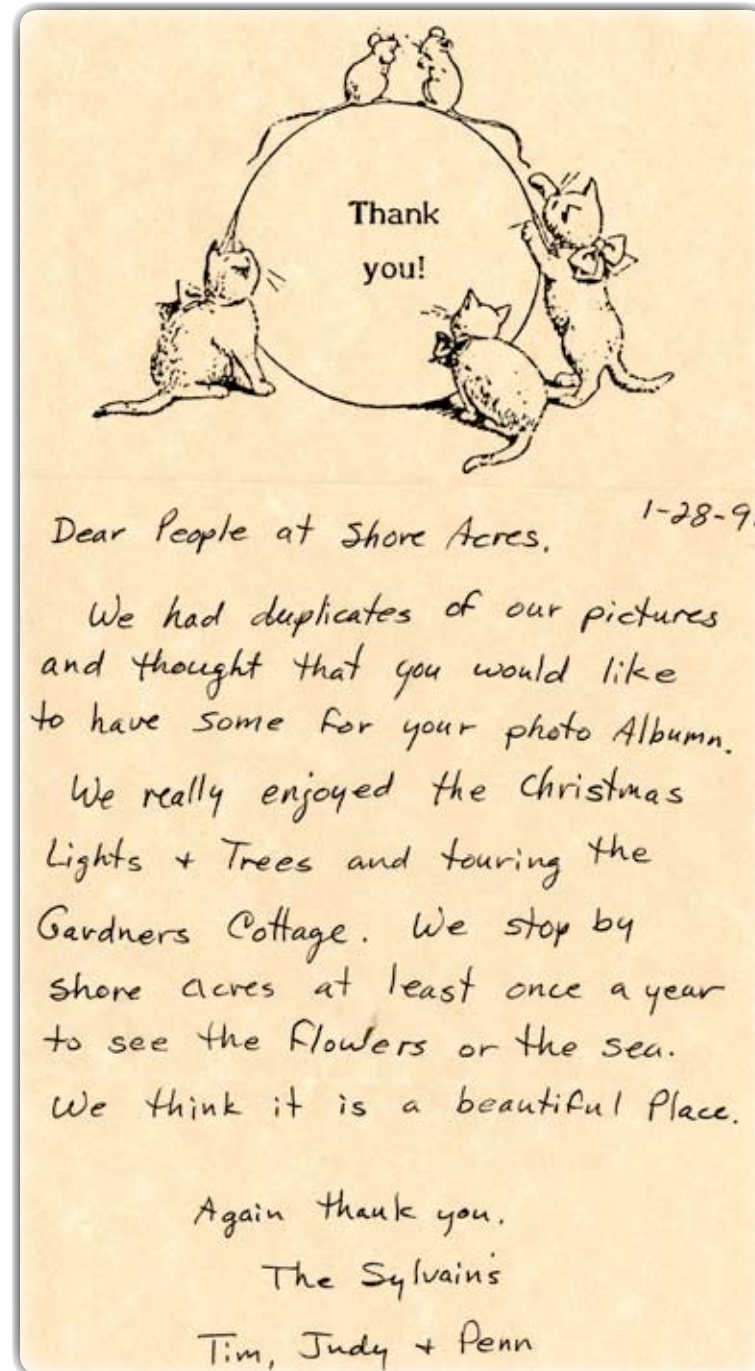 Thank
you!
1-28-9
Dear People at Shore Acres.
We had duplicates of our pictures
and thought that you would like
to have some for your photo Albumn.
We really enjoyed the Christmas
Lights + Trees and touring the
Gardners Cottage. We stop by
shore acres at least once a year
to see the flowers or the sea.
We think it is a beautiful Place.
Again thank you.
The Sylvain's
Tim, Judy + Penn